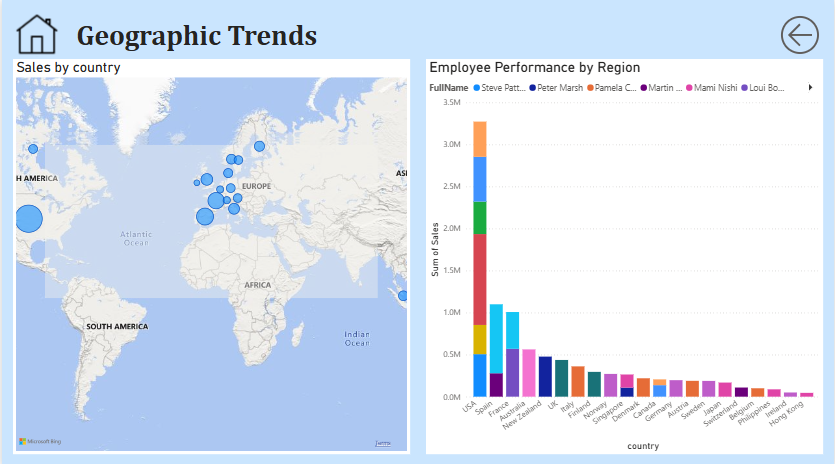 Geographic Trends
Sales by country
H AMERICA
EUROPE
ASI
Atlantic
Ocean
AFRICA
SOUTH AMERICA
Indian
Ocean
Microsoft Bing
Terms
Employee Performance by Region
FullName Steve Patt... Peter Marsh Pamela C... Martin ... Mami Nishi Loui Bo...
3.5M
3.0M
2.5M
2.0M
1.5M
1.0M
0.5M
0.0M
Sum of Sales
USA
Spain
France
Australia
New Zealand
UK
Italy
Finland
Norway
Singapore
Denmark
Canada
Germany
Austria
Sweden
Japan
Switzerland
Belgium
Philippines
Ireland
Hong Kong
country